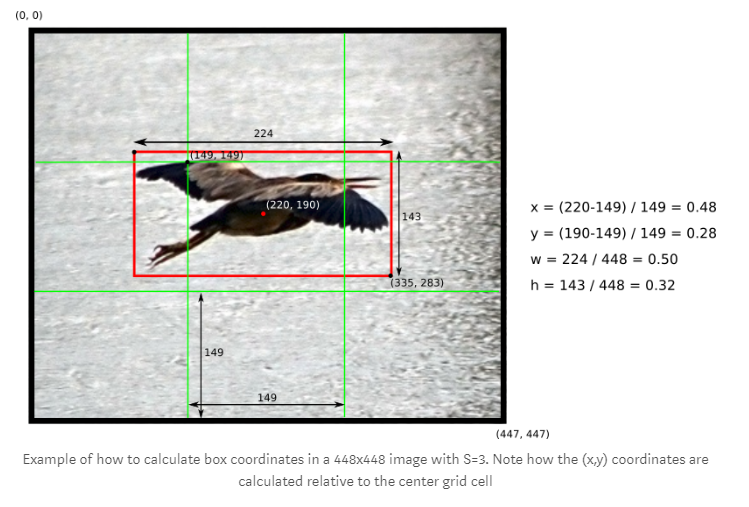 (0, 0)
224
(149, 149)
(220, 190)
143
(335, 283)
149
149
(447, 447)
x = (220-149) / 149 = 0.48
y = (190-149) / 149 = 0.28
w = 224 / 448 = 0.50
h = 143 / 448 = 0.32
Example of how to calculate box coordinates in a 448x448 image with S=3. Note how the (x,y) coordinates are
calculated relative to the center grid cell